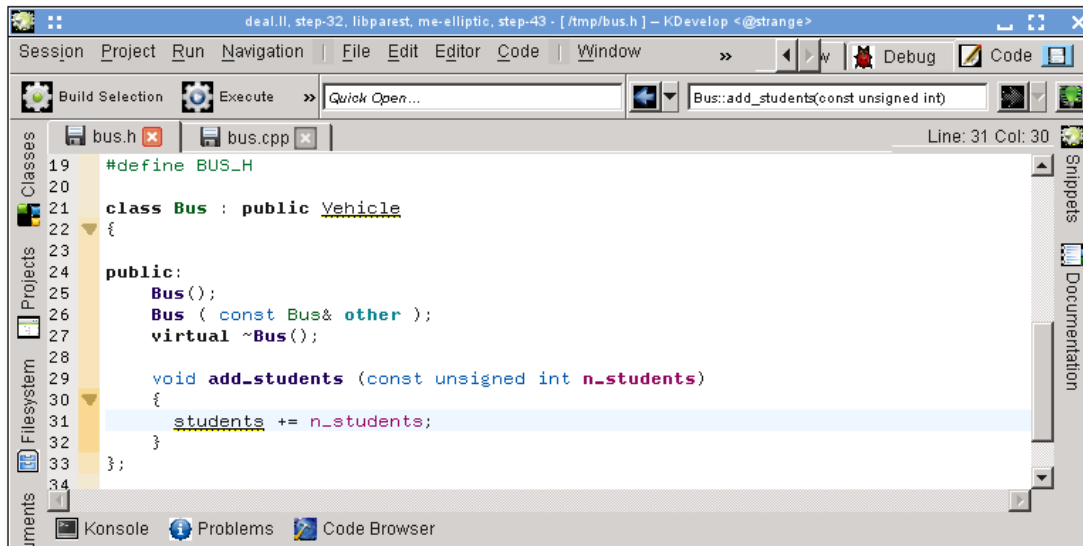 deal.II, step-32, libparest, me-elliptic, step-43 - [ /tmp/bus.h ] – KDevelop <@strange>
Session Project Run Navigation | File Edit Editor Code | Window » w Debug Code
Build Selection Execute » Quick Open... Bus::add_students(const unsigned int)
bus.h bus.cpp Line: 31 Col: 30
Classes
Projects
Filesystem
uments
Snippets
Documentation
19 #define BUS_H
20
21 class Bus : public Vehicle
22 {
23
24 public:
25 Bus();
26 Bus ( const Bus& other );
27 virtual ~Bus();
28
29 void add_students (const unsigned int n_students)
30 {
31 students += n_students;
32 }
33 };
34
Konsole Problems Code Browser